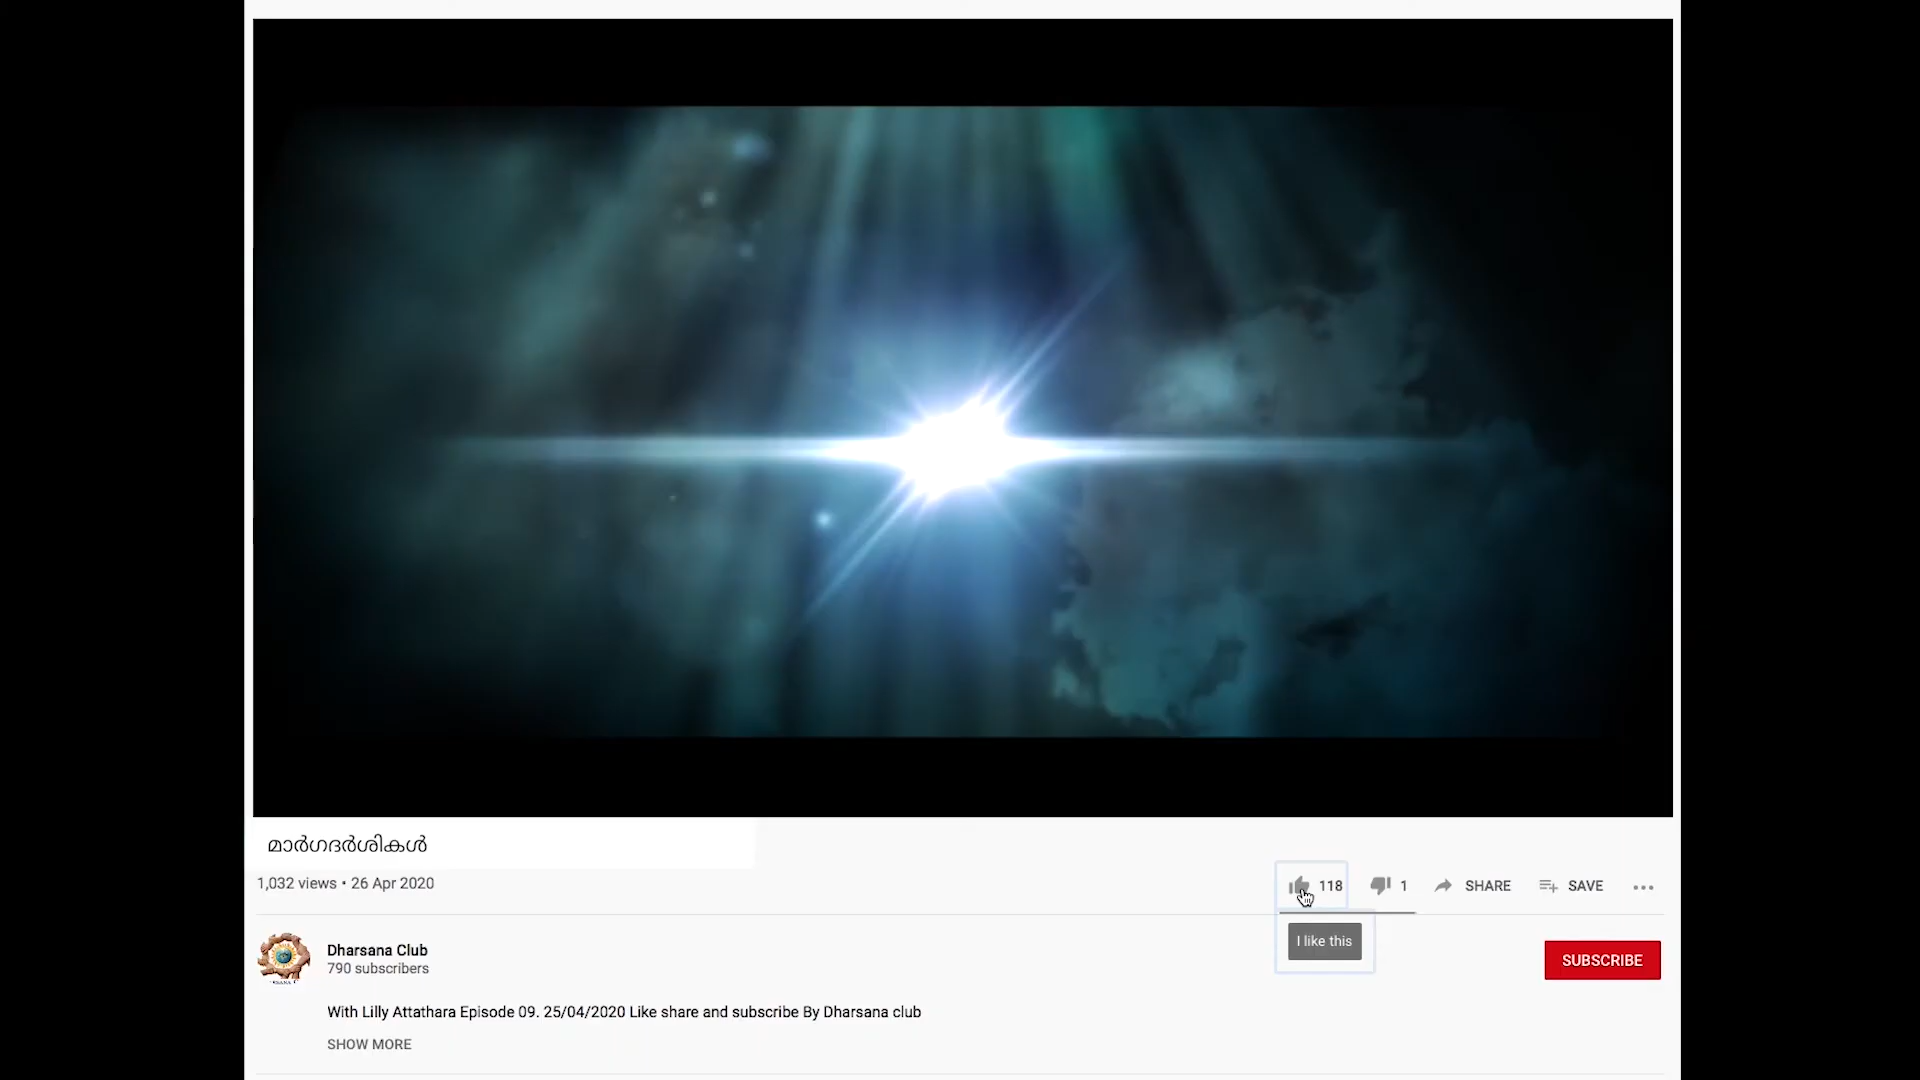 മാർഗദർശികൾ
1,032 views • 26 Apr 2020
118
1
SHARE
SAVE
I like this
Dharsana Club
790 subscribers
SUBSCRIBE
With Lilly Attathara Episode 09. 25/04/2020 Like share and subscribe By Dharsana club
SHOW MORE